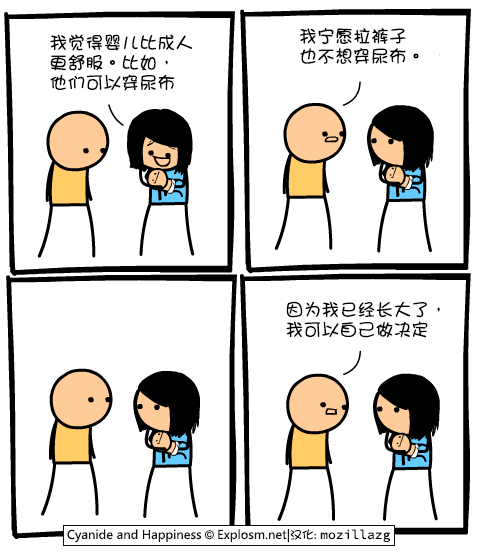 我觉得婴儿比成人
更舒服。比如，
他们可以穿尿布
我宁愿拉裤子
也不想穿尿布。
因为我已经长大了，
我可以自己做决定
Cyanide and Happiness © Explosm.net|汉化: mozillazg